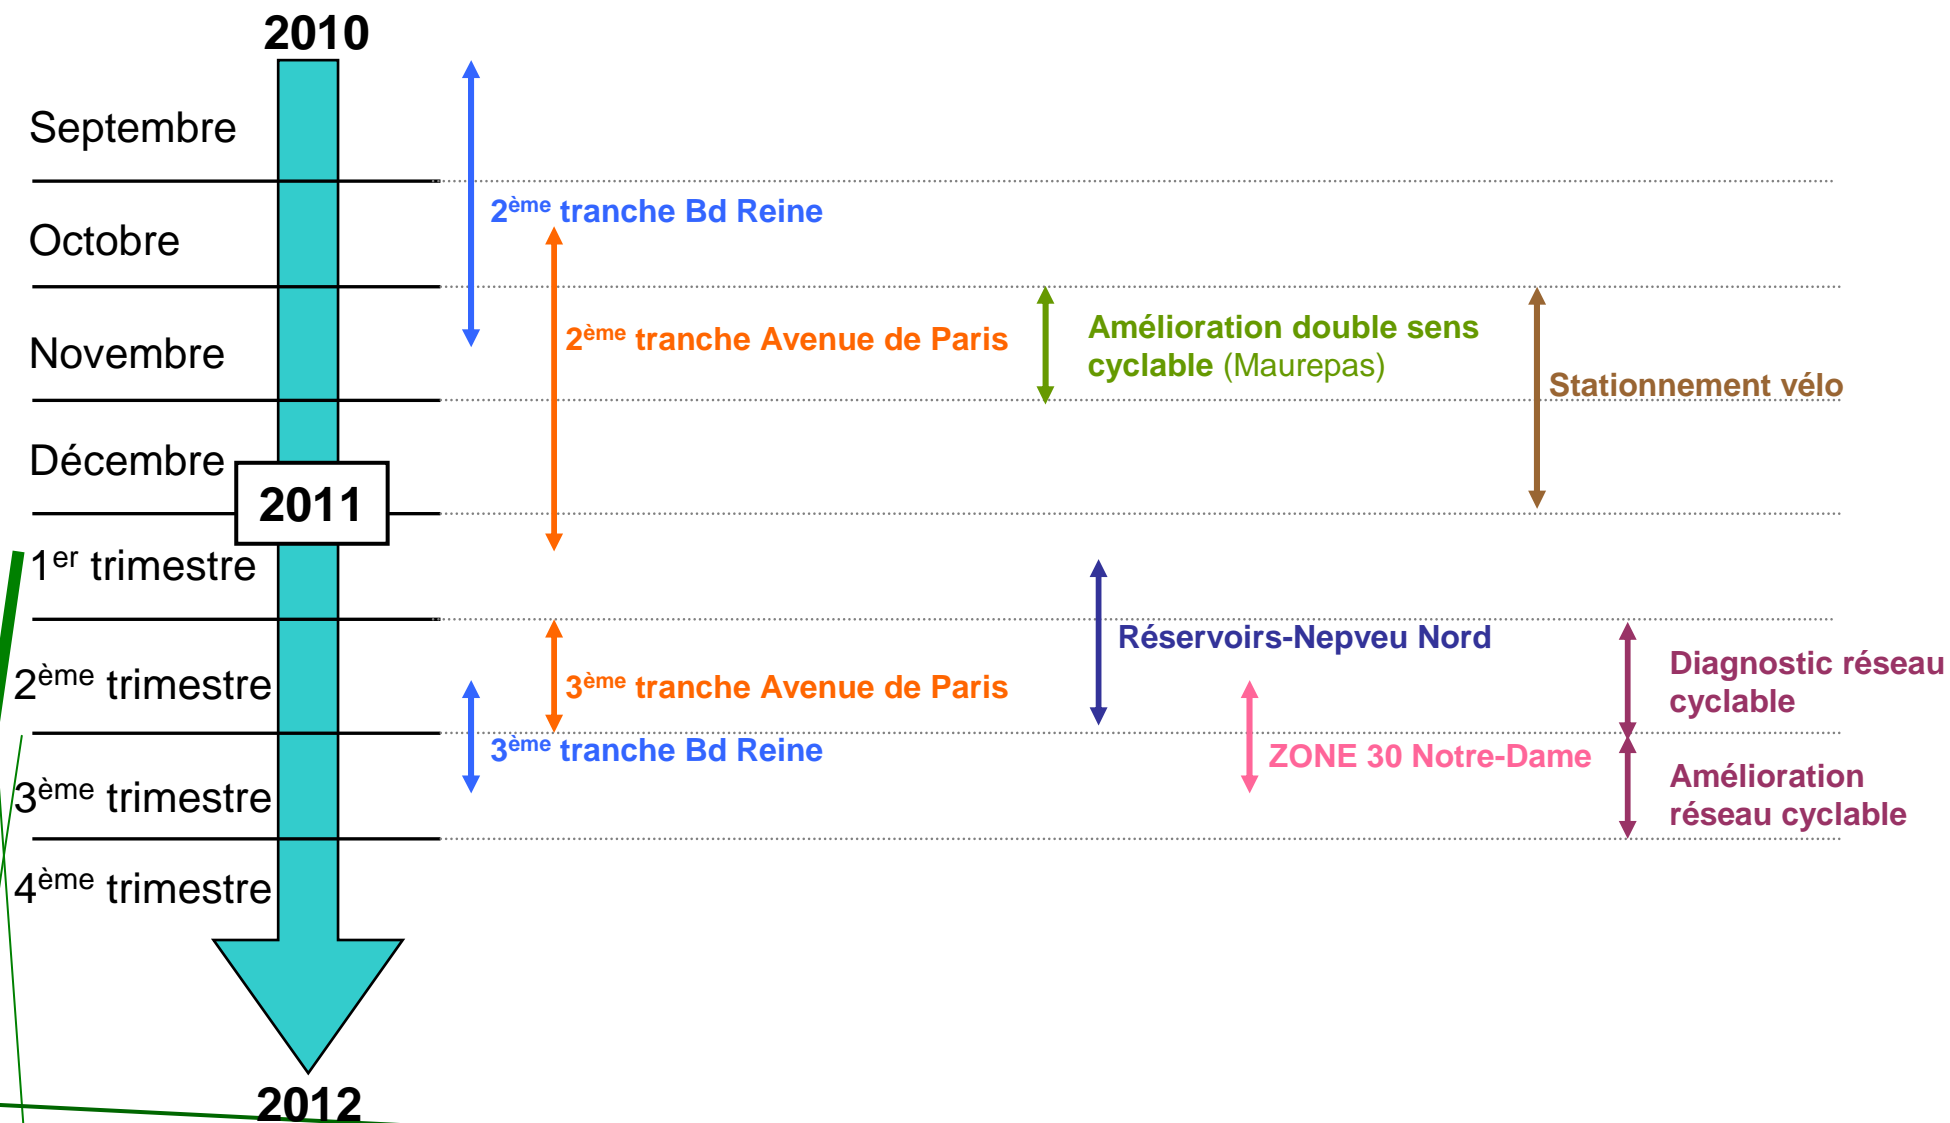 2010
Septembre
2ème tranche Bd Reine
Octobre
Novembre
2ème tranche Avenue de Paris
Amélioration double sens
cyclable (Maurepas)
Stationnement vélo
Décembre
2011
1er trimestre
Réservoirs-Nepveu Nord
2ème trimestre
3ème tranche Avenue de Paris
Diagnostic réseau
cyclable
3ème tranche Bd Reine
ZONE 30 Notre-Dame
3ème trimestre
Amélioration
réseau cyclable
4ème trimestre
2012